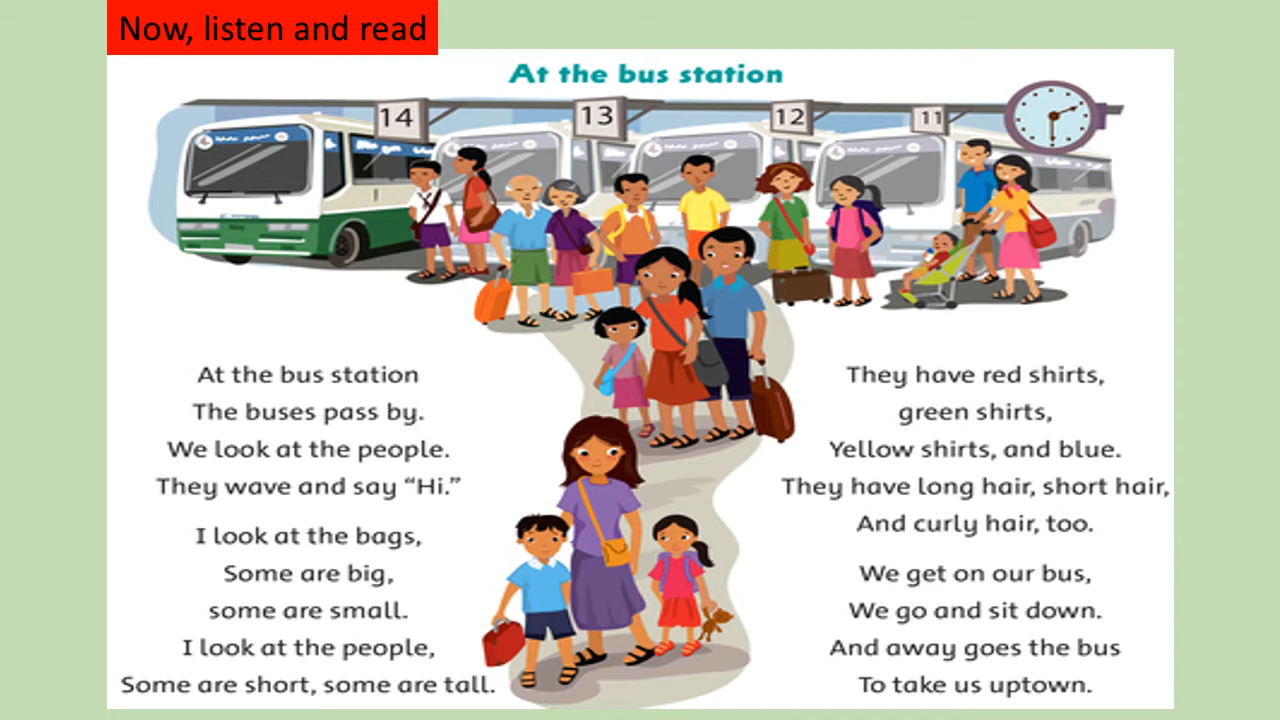 Now, listen and read
At the bus station
14
13
12
11
At the bus station
The buses pass by.
We look at the people.
They wave and say “Hi.”
I look at the bags,
Some are big,
some are small.
I look at the people,
Some are short, some are tall.
They have red shirts,
green shirts,
Yellow shirts, and blue.
They have long hair, short hair,
And curly hair, too.
We get on our bus,
We go and sit down.
And away goes the bus
To take us uptown.